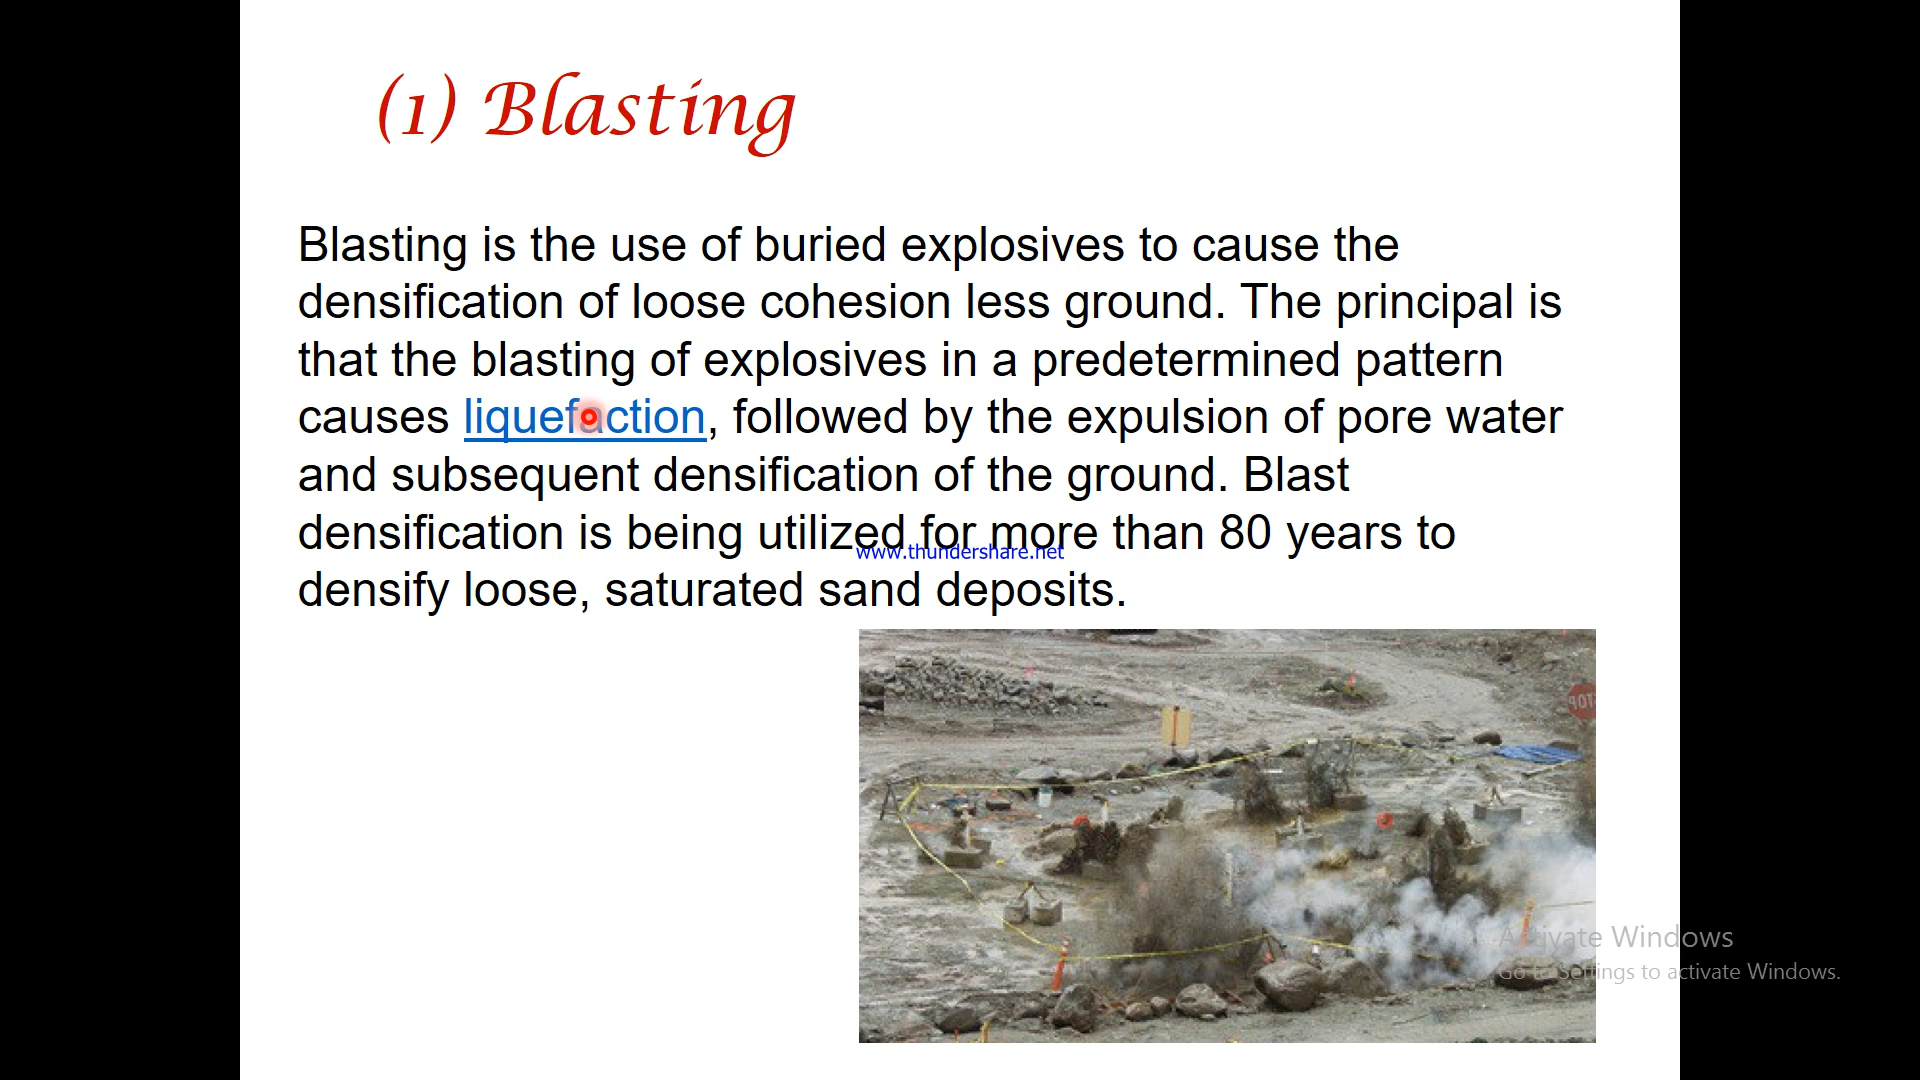 (1) Blasting
Blasting is the use of buried explosives to cause the
densification of loose cohesion less ground. The principal is
that the blasting of explosives in a predetermined pattern
causes liquefaction, followed by the expulsion of pore water
and subsequent densification of the ground. Blast
densification is being utilized for more than 80 years to
www.thundershare.net
densify loose, saturated sand deposits.
STOP
Activate Windows
Go to Settings to activate Windows.